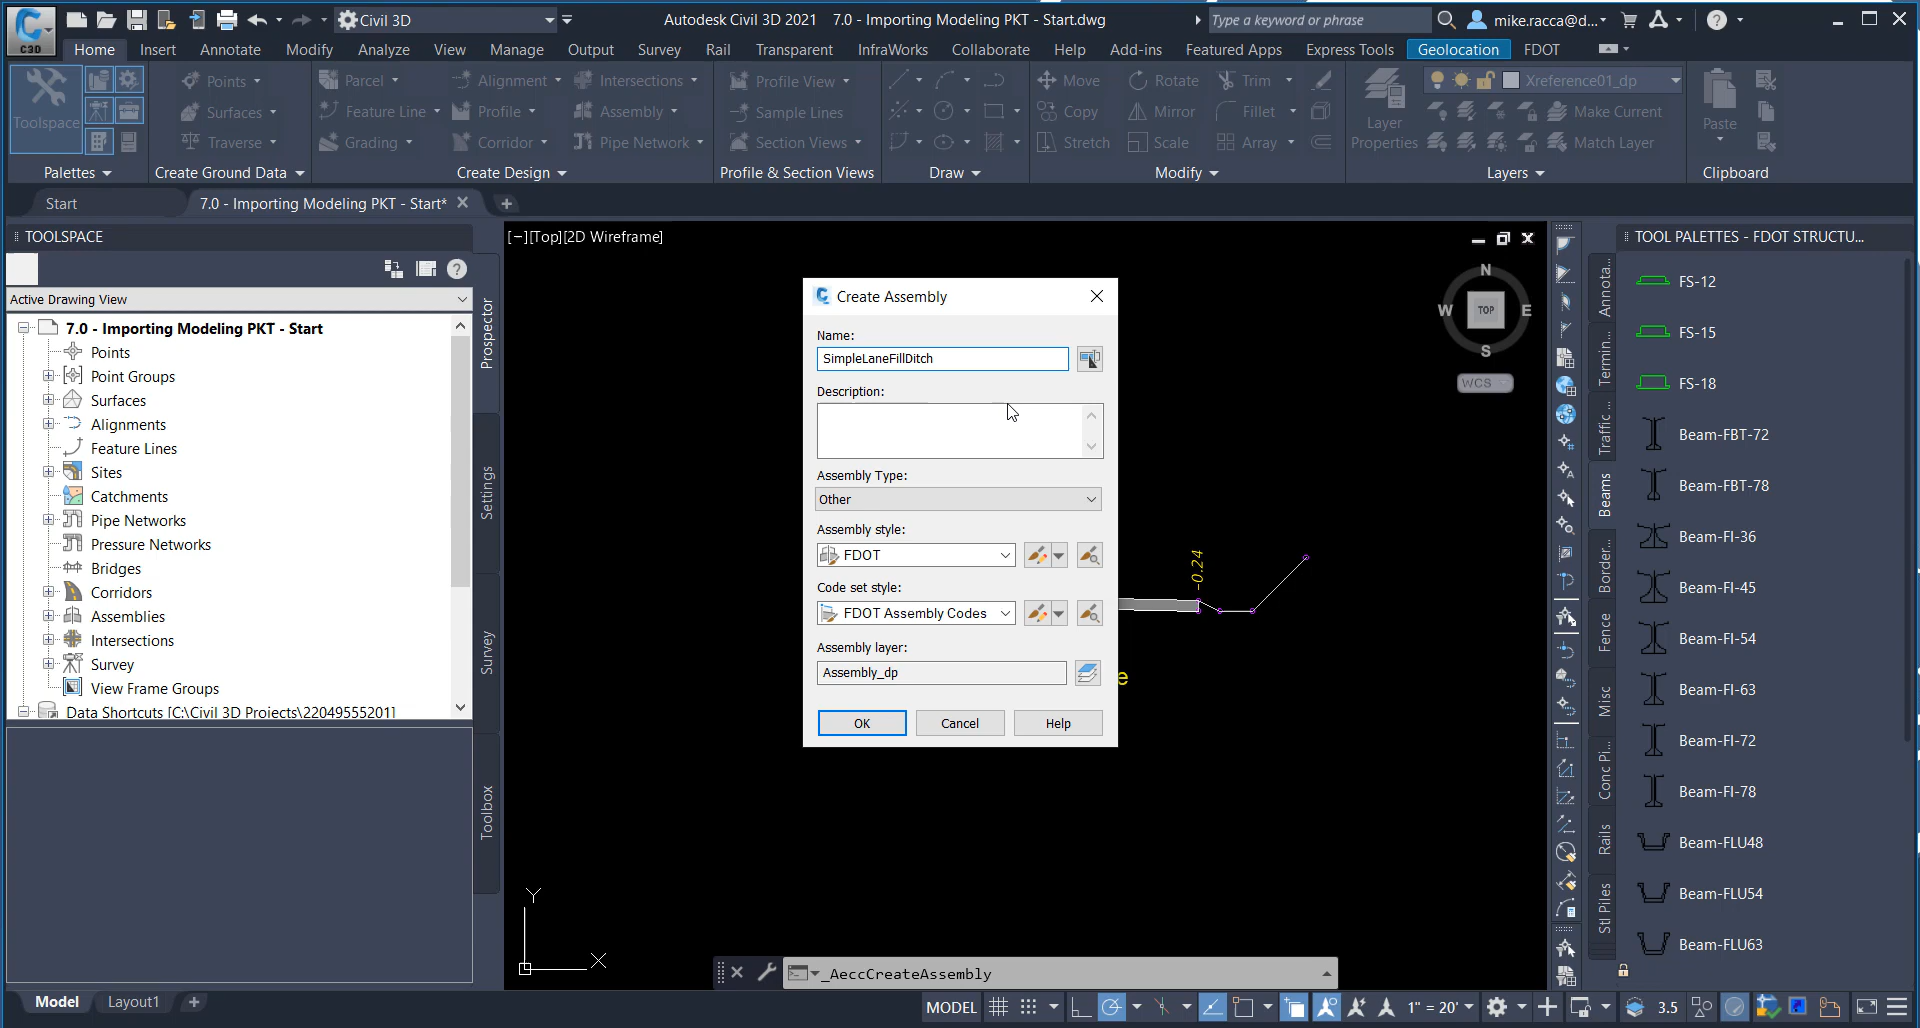 Civil 3D
Autodesk Civil 3D 2021 7.0 - Importing Modeling PKT - Start.dwg
Type a keyword or phrase
mike.racca@d...
C3D
Home Insert Annotate Modify Analyze View Manage Output Survey Rail Transparent InfraWorks Collaborate Help Add-ins Featured Apps Express Tools Geolocation FDOT
Toolspace
Points
Surfaces
Traverse
Parcel
Feature Line
Grading
Alignment
Profile
Corridor
Intersections
Assembly
Pipe Network
Profile View
Sample Lines
Section Views
Move
Copy
Stretch
Rotate
Mirror
Scale
Trim
Fillet
Array
Layer
Properties
Xreference01_dp
Make Current
Match Layer
Paste
Palettes
Create Ground Data
Create Design
Profile & Section Views
Draw
Modify
Layers
Clipboard
Start
7.0 - Importing Modeling PKT - Start*
TOOLSPACE
Active Drawing View
7.0 - Importing Modeling PKT - Start
Points
Point Groups
Surfaces
Alignments
Feature Lines
Sites
Catchments
Pipe Networks
Pressure Networks
Bridges
Corridors
Assemblies
Intersections
Survey
View Frame Groups
Data Shortcuts [C:\Civil 3D Projects\22049555201]
Prospector
Settings
Survey
Toolbox
[−][Top][2D Wireframe]
N
W
TOP
E
S
WCS
Create Assembly
Name:
SimpleLaneFillDitch
Description:
Assembly Type:
Other
Assembly style:
FDOT
Code set style:
FDOT Assembly Codes
Assembly layer:
Assembly_dp
OK
Cancel
Help
-0.24
e
Y
X
_AeccCreateAssembly
TOOL PALETTES - FDOT STRUCTU...
Annota...
Termin...
Traffic ...
Beams
Border...
Fence
Misc
Conc Pi...
Rails
Stl Piles
FS-12
FS-15
FS-18
Beam-FBT-72
Beam-FBT-78
Beam-FI-36
Beam-FI-45
Beam-FI-54
Beam-FI-63
Beam-FI-72
Beam-FI-78
Beam-FLU48
Beam-FLU54
Beam-FLU63
Model
Layout1
MODEL
1" = 20'
3.5